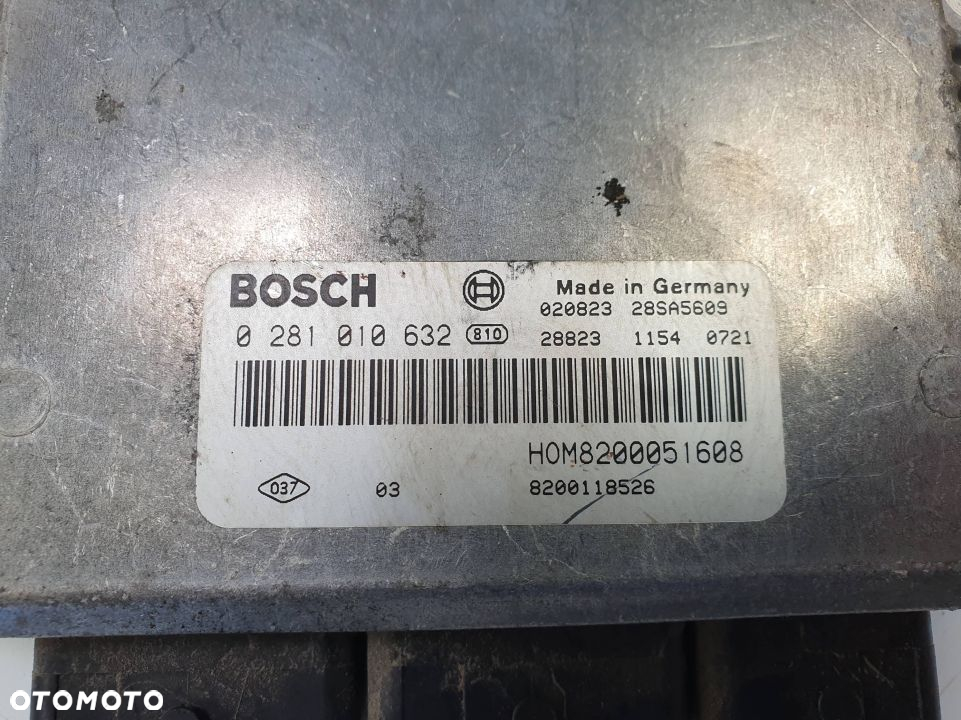 BOSCH
Made in Germany
020823 28SA5609
0 281 010 632 810
28823 1154 0721
HOM8200051608
037 03 8200118526
OTOMOTO